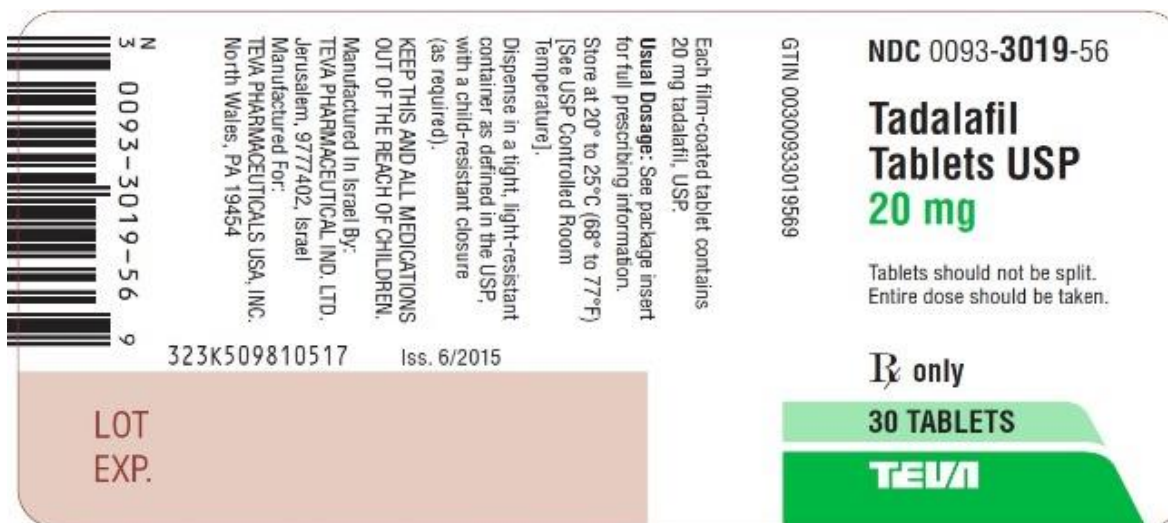 NDC 0093-3019-56
Tadalafil
Tablets USP
20 mg
Tablets should not be split.
Entire dose should be taken.
Rx only
30 TABLETS
TEVA
GTIN 00300933019569
Each film-coated tablet contains
20 mg tadalafil, USP.
Usual Dosage: See package insert
for full prescribing information.
Store at 20° to 25°C (68° to 77°F)
[See USP Controlled Room
Temperature].
Dispense in a tight, light-resistant
container as defined in the USP,
with a child-resistant closure
(as required).
KEEP THIS AND ALL MEDICATIONS
OUT OF THE REACH OF CHILDREN.
Manufactured In Israel By:
TEVA PHARMACEUTICAL IND. LTD.
Jerusalem, 9777402, Israel
Manufactured For:
TEVA PHARMACEUTICALS USA, INC.
North Wales, PA 19454
N
3 0093-3019-56 9
323K509810517 Iss. 6/2015
LOT
EXP.